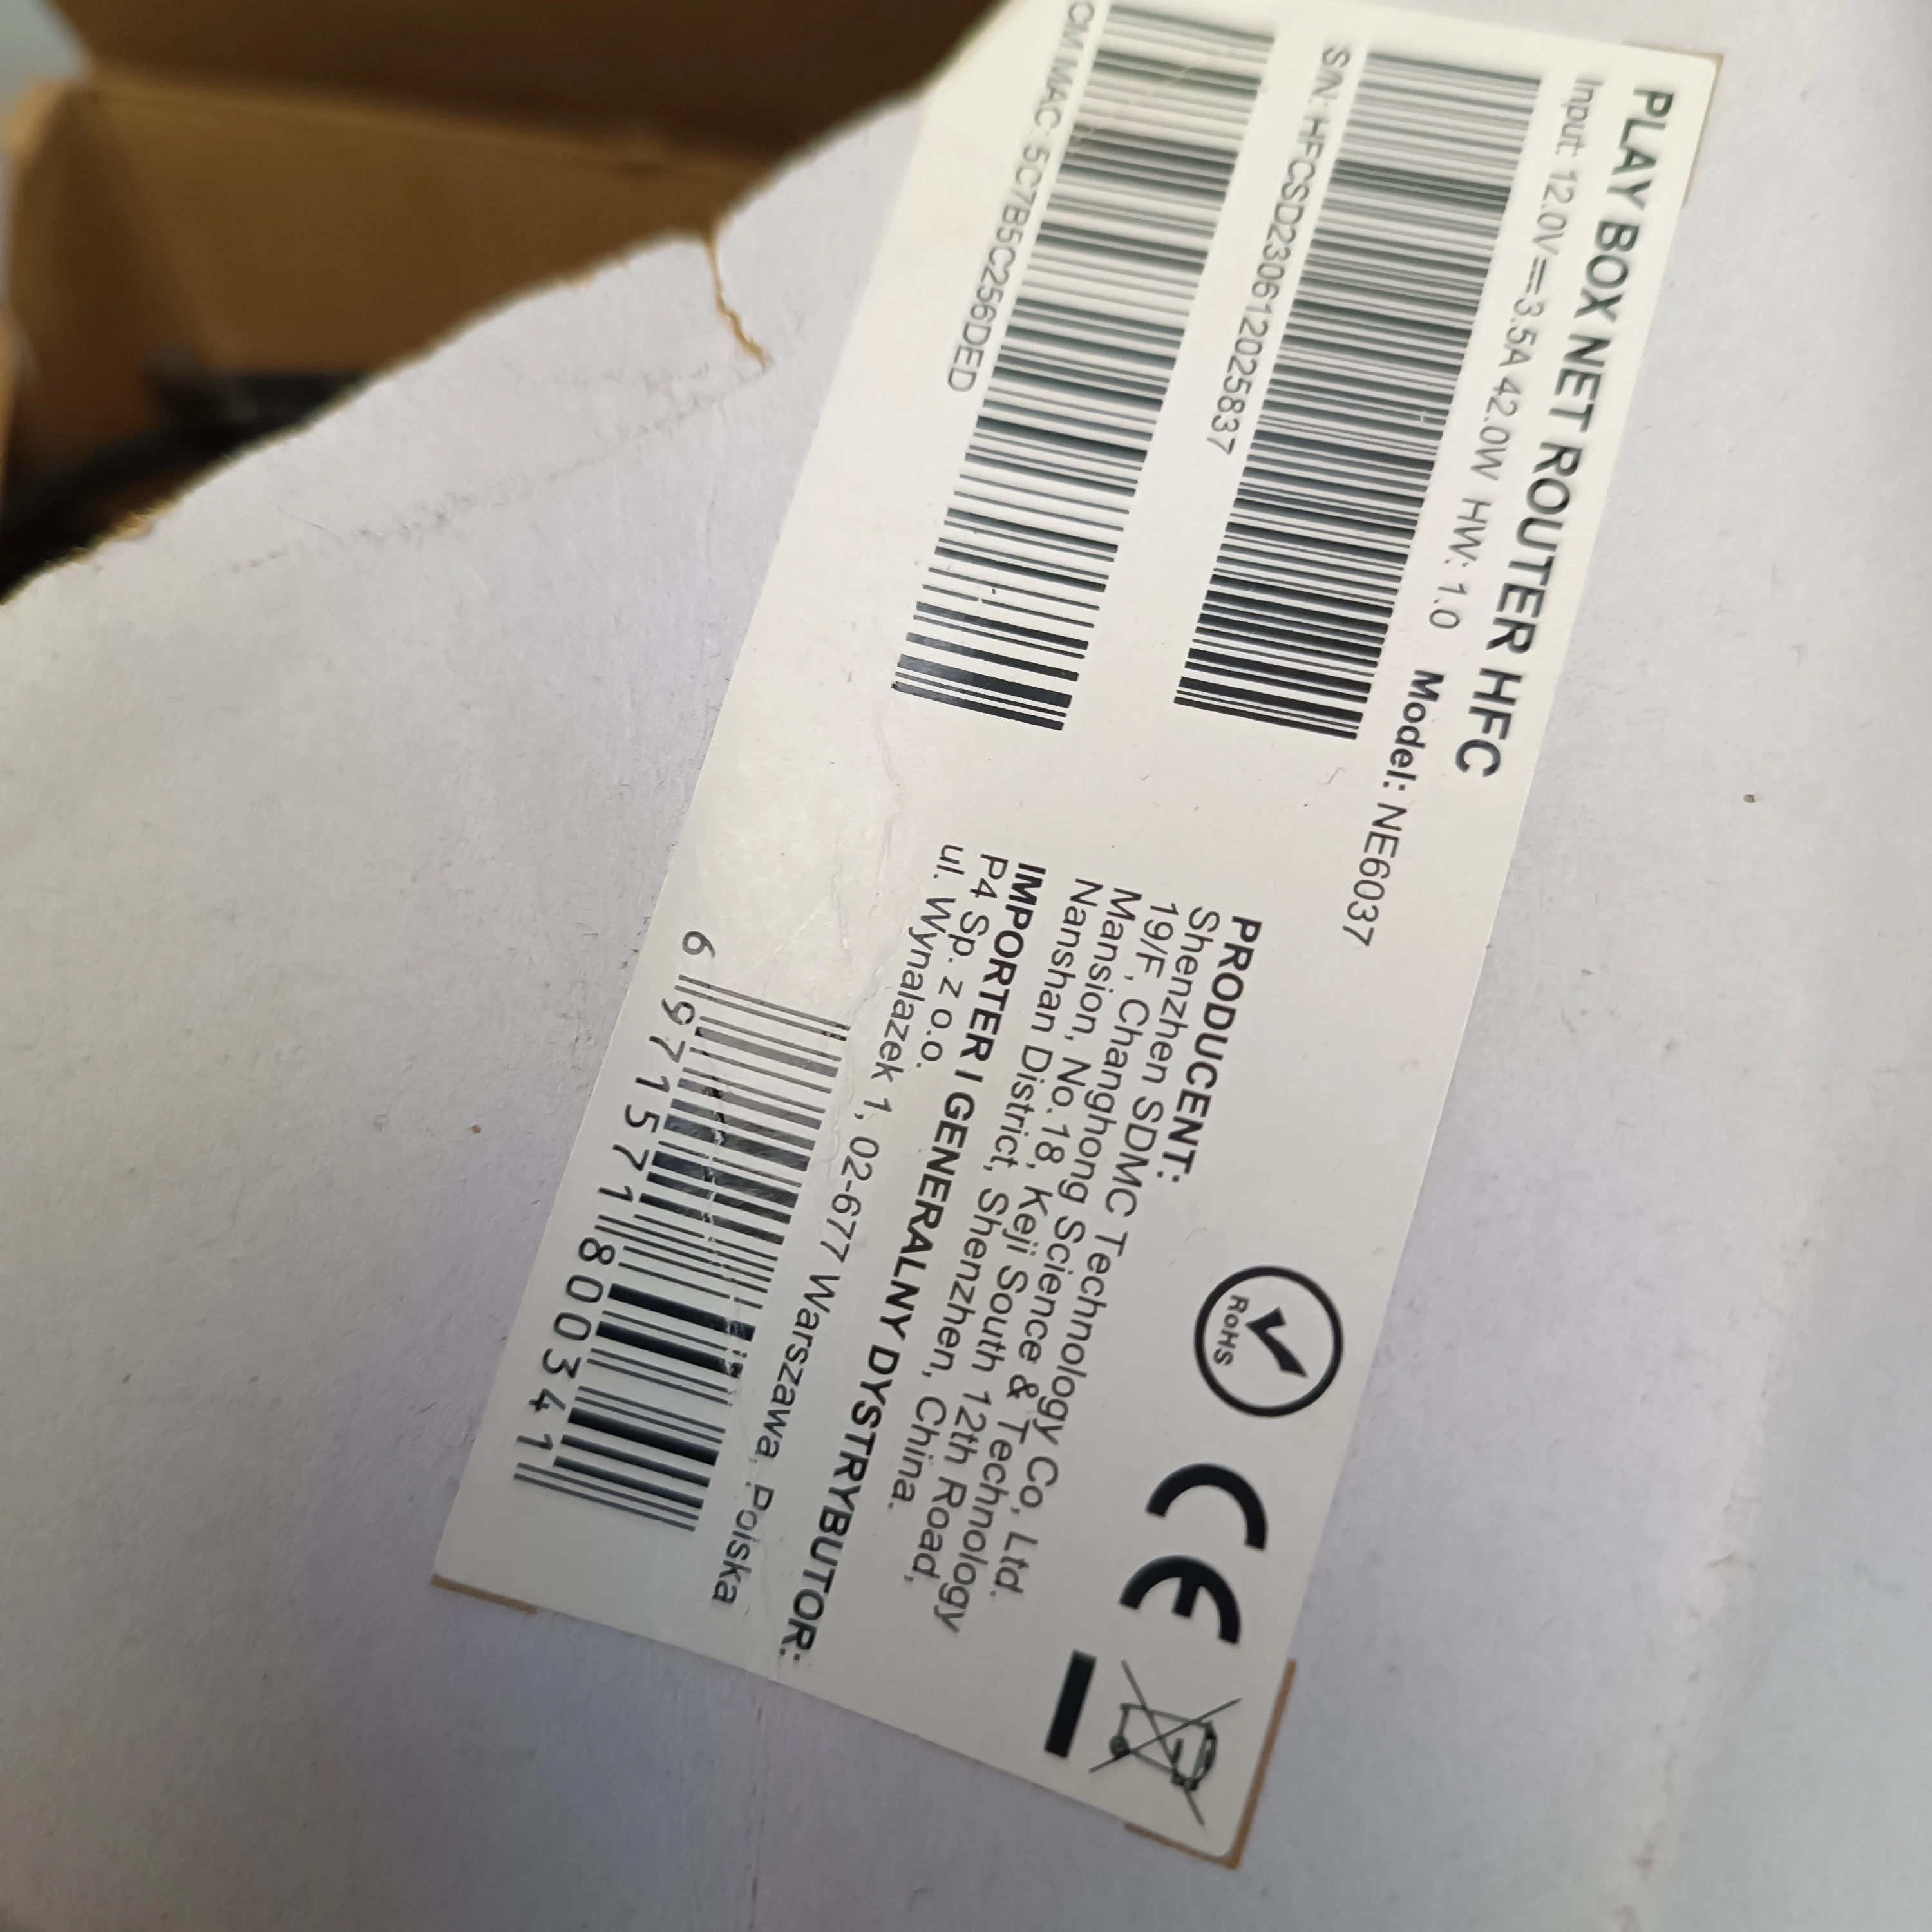 PLAY BOX NET ROUTER HFC
Input: 12.0V⎓3.5A 42.0W HW: 1.0 Model: NE6037
S/N: HFCSD230612025837
CM MAC: 5C7B5C256DED
PRODUCENT:
Shenzhen SDMC Technology Co, Ltd.
19/F, Changhong Science & Technology
Mansion, No.18, Keji South 12th Road,
Nanshan District, Shenzhen, China.
IMPORTER I GENERALNY DYSTRYBUTOR:
P4 Sp. z o.o.
ul. Wynalazek 1, 02-677 Warszawa, Polska
6 971571 800341
RoHS
CE